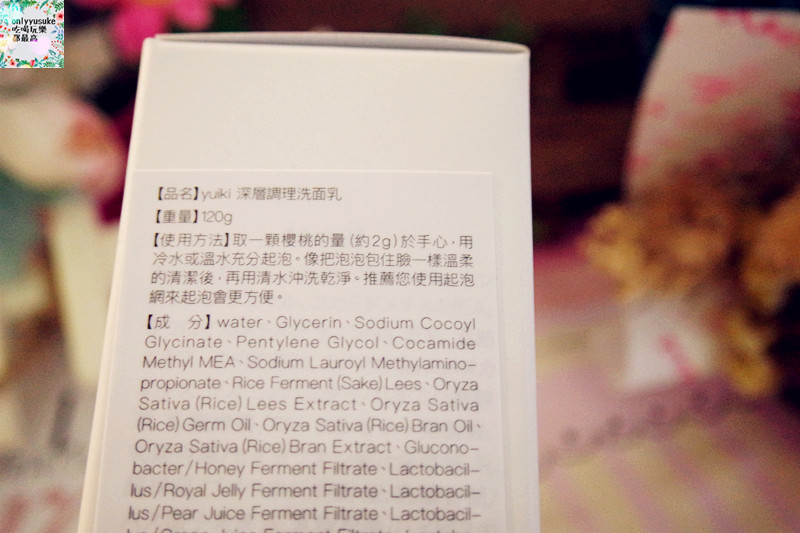 onlyyusuke
吃喝玩樂
部最高
【品名】yuiki 深層調理洗面乳
【重量】120g
【使用方法】取一顆櫻桃的量(約2g)於手心,用
冷水或溫水充分起泡。像把泡泡包住臉一樣溫柔
的清潔後,再用清水沖洗乾淨。推薦您使用起泡
網來起泡會更方便。
【成 分】water、Glycerin、Sodium Cocoyl
Glycinate、Pentylene Glycol、Cocamide
Methyl MEA、Sodium Lauroyl Methylamino-
propionate、Rice Ferment(Sake)Lees、Oryza
Sativa(Rice)Lees Extract、Oryza Sativa
(Rice)Germ Oil、Oryza Sativa(Rice)Bran Oil、
Oryza Sativa(Rice)Bran Extract、Glucono-
bacter/Honey Ferment Filtrate、Lactobacil-
lus/Royal Jelly Ferment Filtrate、Lactobacil-
lus/Pear Juice Ferment Filtrate、Lactobacil-